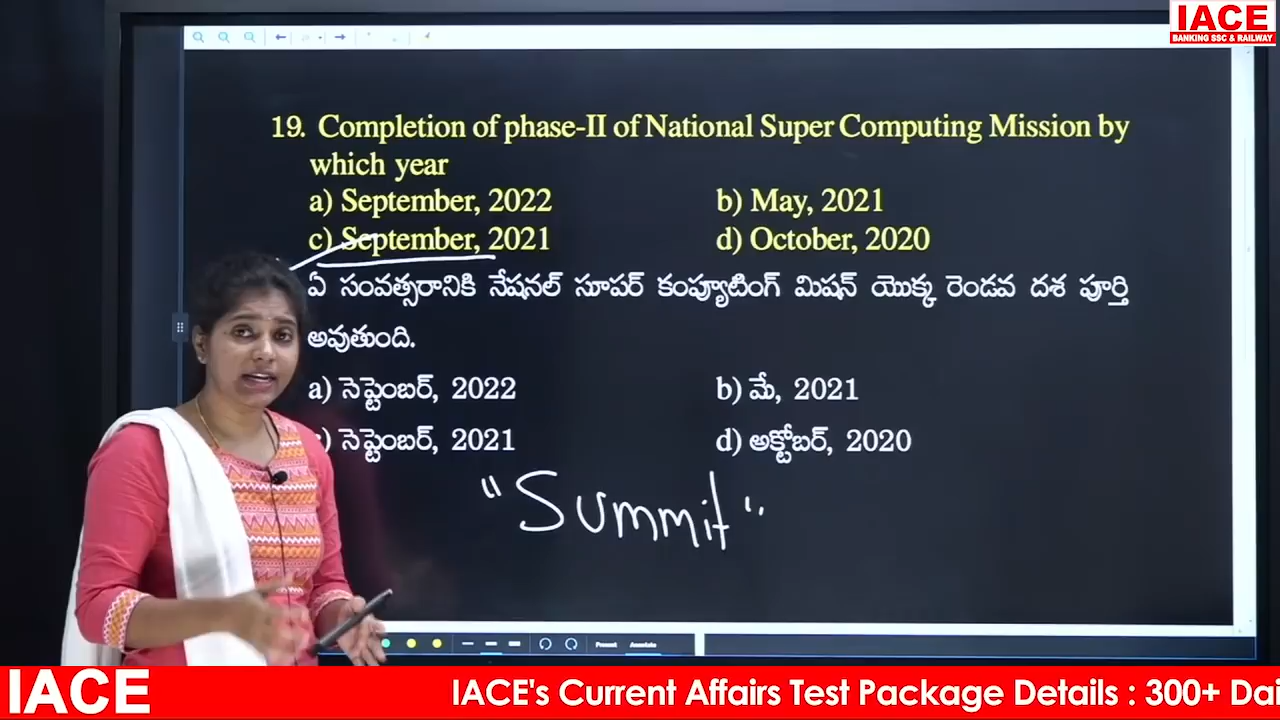 IACE
BANKING SSC & RAILWAY
19. Completion of phase-II of National Super Computing Mission by
which year
a) September, 2022 b) May, 2021
c) September, 2021 d) October, 2020
ఏ సంవత్సరానికి నేషనల్ సూపర్ కంప్యూటింగ్ మిషన్ యొక్క రెండవ దశ పూర్తి
అవుతుంది.
a) సెప్టెంబర్, 2022 b) మే, 2021
) సెప్టెంబర్, 2021 d) అక్టోబర్, 2020
"Summit"
Present Annotate
IACE IACE's Current Affairs Test Package Details : 300+ Dai